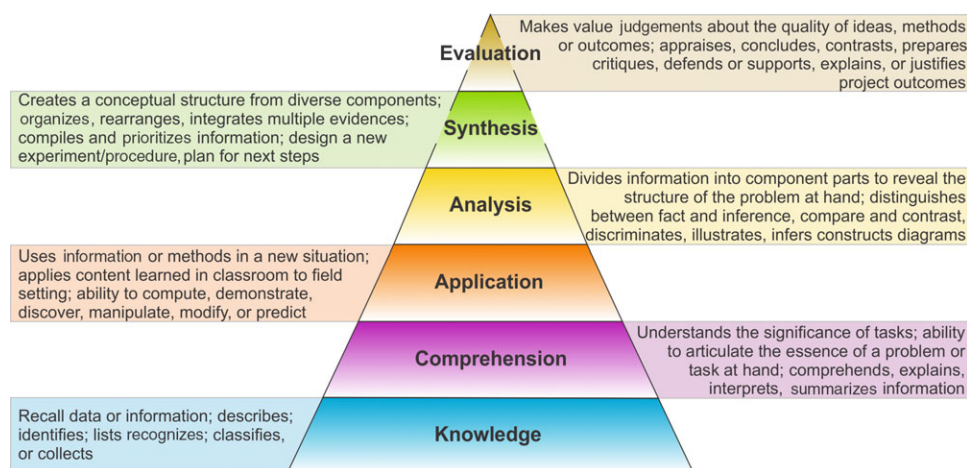 Makes value judgements about the quality of ideas, methods
or outcomes; appraises, concludes, contrasts, prepares
critiques, defends or supports, explains, or justifies
project outcomes
Evaluation
Creates a conceptual structure from diverse components;
organizes, rearranges, integrates multiple evidences;
compiles and prioritizes information; design a new
experiment/procedure, plan for next steps
Synthesis
Divides information into component parts to reveal the
structure of the problem at hand; distinguishes
between fact and inference, compare and contrast,
discriminates, illustrates, infers constructs diagrams
Analysis
Uses information or methods in a new situation;
applies content learned in classroom to field
setting; ability to compute, demonstrate,
discover, manipulate, modify, or predict
Application
Understands the significance of tasks; ability
to articulate the essence of a problem or
task at hand; comprehends, explains,
interprets, summarizes information
Comprehension
Recall data or information; describes;
identifies; lists recognizes; classifies,
or collects
Knowledge